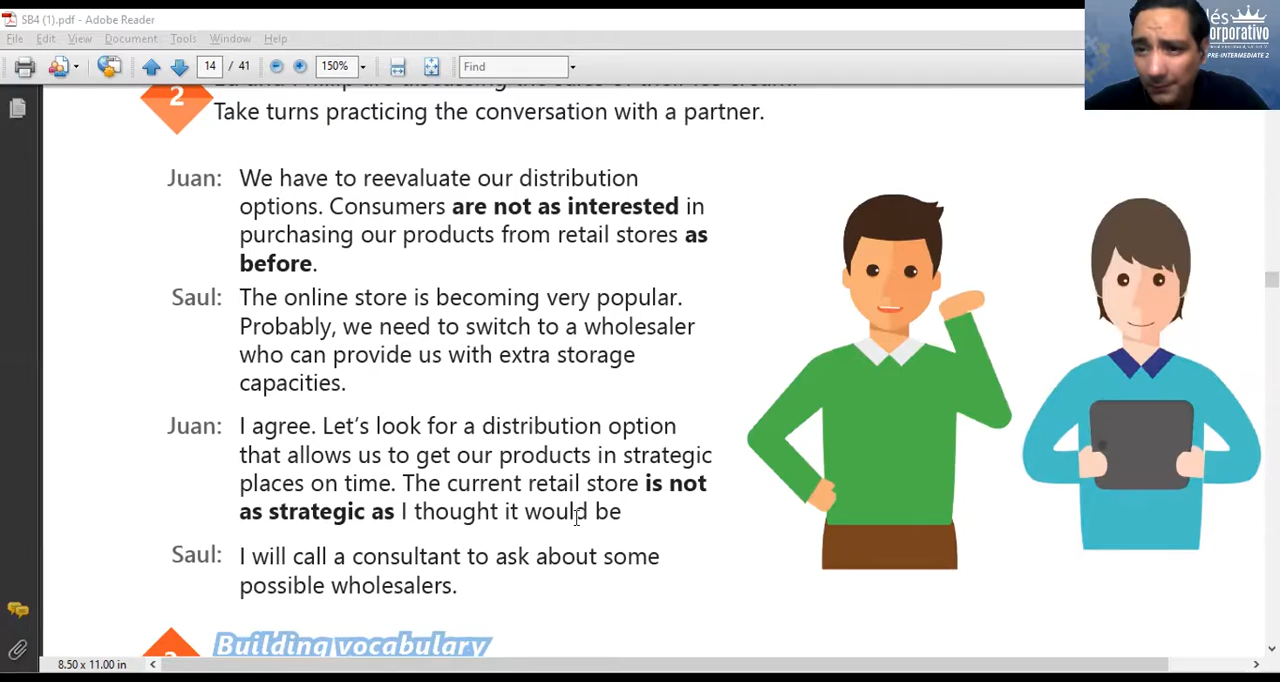 SB4 (1).pdf - Adobe Reader
File Edit View Document Tools Window Help
14 / 41 150% Find
lés
orporativo
PRE-INTERMEDIATE 2
2
Take turns practicing the conversation with a partner.
Juan: We have to reevaluate our distribution
options. Consumers are not as interested in
purchasing our products from retail stores as
before.
Saul: The online store is becoming very popular.
Probably, we need to switch to a wholesaler
who can provide us with extra storage
capacities.
Juan: I agree. Let's look for a distribution option
that allows us to get our products in strategic
places on time. The current retail store is not
as strategic as I thought it would be
Saul: I will call a consultant to ask about some
possible wholesalers.
Building vocabulary
8.50 x 11.00 in